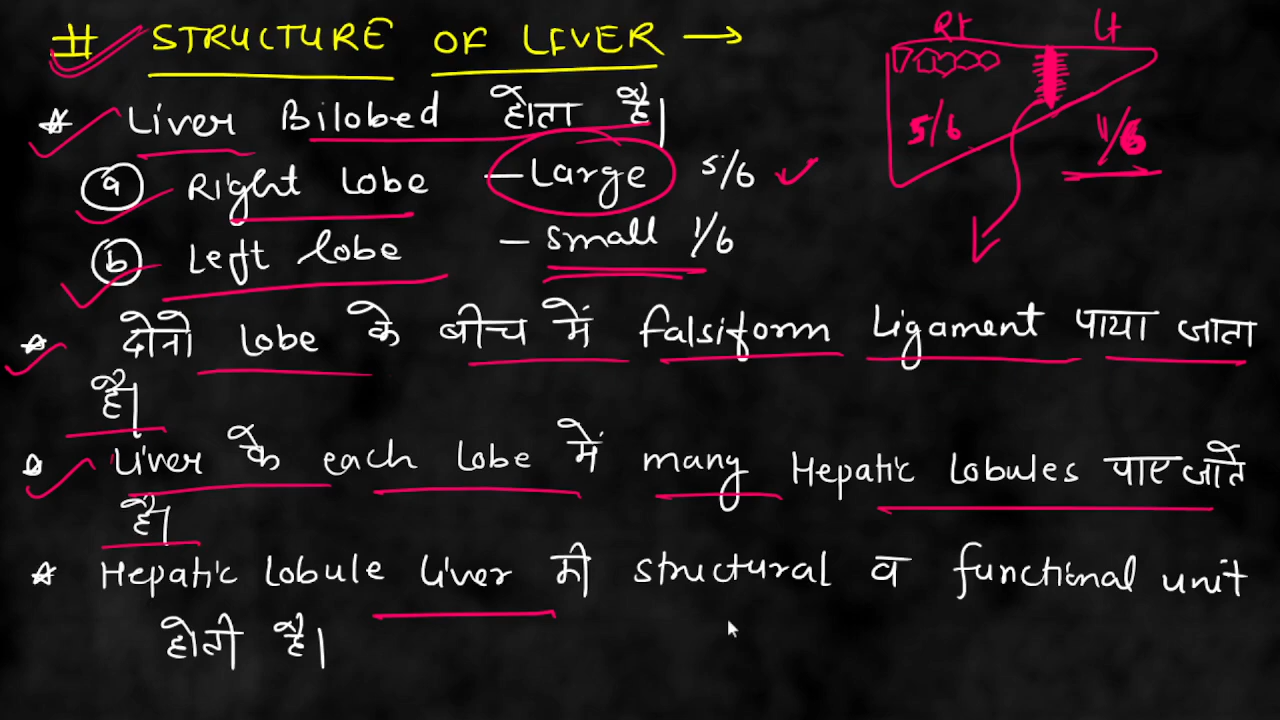 # STRUCTURE OF LEVER →
Rt Lt
☆ Liver Bilobed होता है।
5/6 1/6
(a) Right lobe - Large 5/6 ✓
(b) Left lobe - small 1/6
☆ दोनो lobe के बीच में falsiform Ligament पाया जाता
है।
☆ Liver के each lobe में many Hepatic Lobules पाए जाते
है।
☆ Hepatic Lobule Liver की structural व functional unit
होती है।